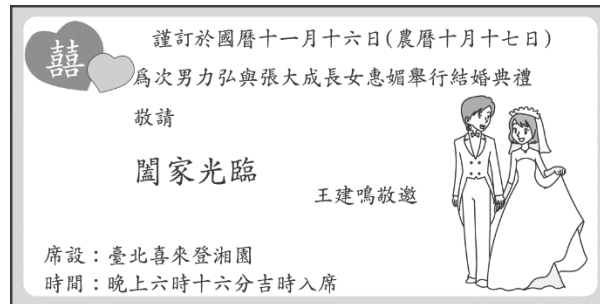 囍
謹訂於國曆十一月十六日(農曆十月十七日)
為次男力弘與張大成長女惠媚舉行結婚典禮
敬請
闔家光臨
王建鳴敬邀
席設：臺北喜來登湘園
時間：晚上六時十六分吉時入席